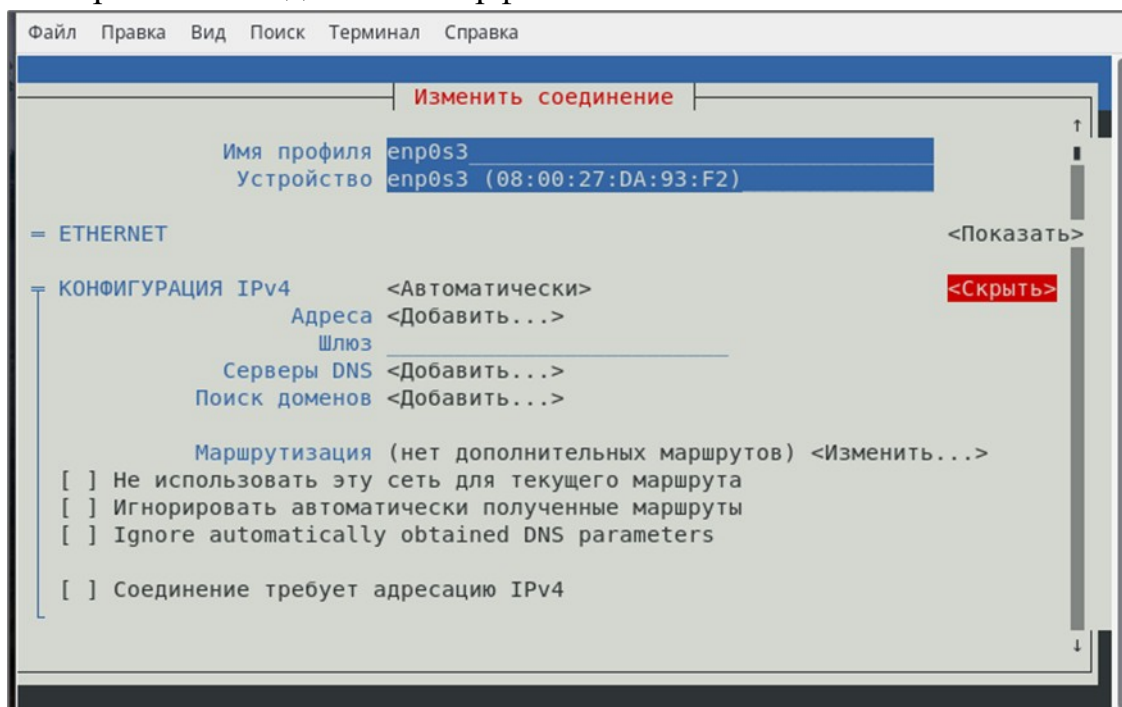 Файл Правка Вид Поиск Терминал Справка
Изменить соединение
Имя профиля enp0s3
Устройство enp0s3 (08:00:27:DA:93:F2)
= ETHERNET <Показать>
КОНФИГУРАЦИЯ IPv4 <Автоматически> <Скрыть>
Адреса <Добавить...>
Шлюз
Серверы DNS <Добавить...>
Поиск доменов <Добавить...>
Маршрутизация (нет дополнительных маршрутов) <Изменить...>
[ ] Не использовать эту сеть для текущего маршрута
[ ] Игнорировать автоматически полученные маршруты
[ ] Ignore automatically obtained DNS parameters
[ ] Соединение требует адресацию IPv4